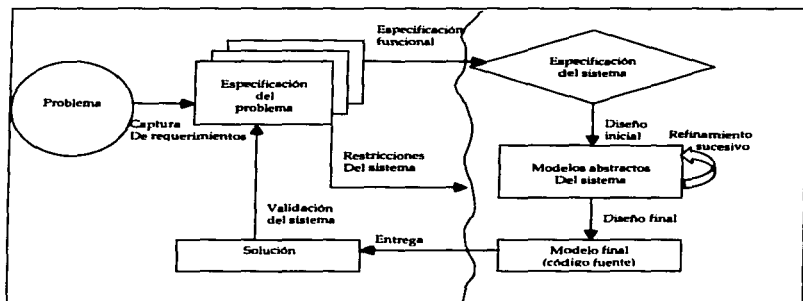 Especificación
funcional
Problema
Especificación
del
problema
Especificación
del sistema
Captura
De requerimientos
Diseño
inicial
Refinamiento
sucesivo
Restricciones
Del sistema
Modelos abstractos
Del sistema
Validación
del sistema
Diseño final
Entrega
Solución
Modelo final
(código fuente)